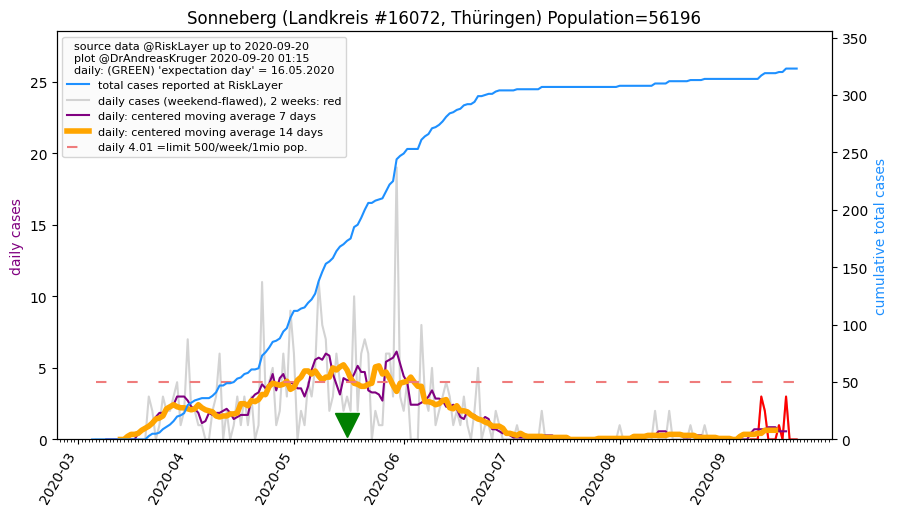 Sonneberg (Landkreis #16072, Thüringen) Population=56196
source data @RiskLayer up to 2020-09-20
plot @DrAndreasKruger 2020-09-20 01:15
daily: (GREEN) 'expectation day' = 16.05.2020
total cases reported at RiskLayer
daily cases (weekend-flawed), 2 weeks: red
daily: centered moving average 7 days
daily: centered moving average 14 days
daily 4.01 =limit 500/week/1mio pop.
daily cases
25
20
15
10
5
0
cumulative total cases
350
300
250
200
150
100
50
0
2020-03
2020-04
2020-05
2020-06
2020-07
2020-08
2020-09